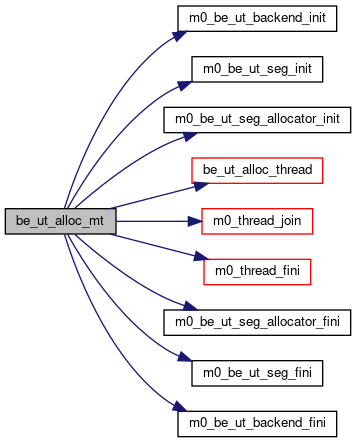 m0_be_ut_backend_init
m0_be_ut_seg_init
m0_be_ut_seg_allocator_init
be_ut_alloc_thread
be_ut_alloc_mt
m0_thread_join
m0_thread_fini
m0_be_ut_seg_allocator_fini
m0_be_ut_seg_fini
m0_be_ut_backend_fini